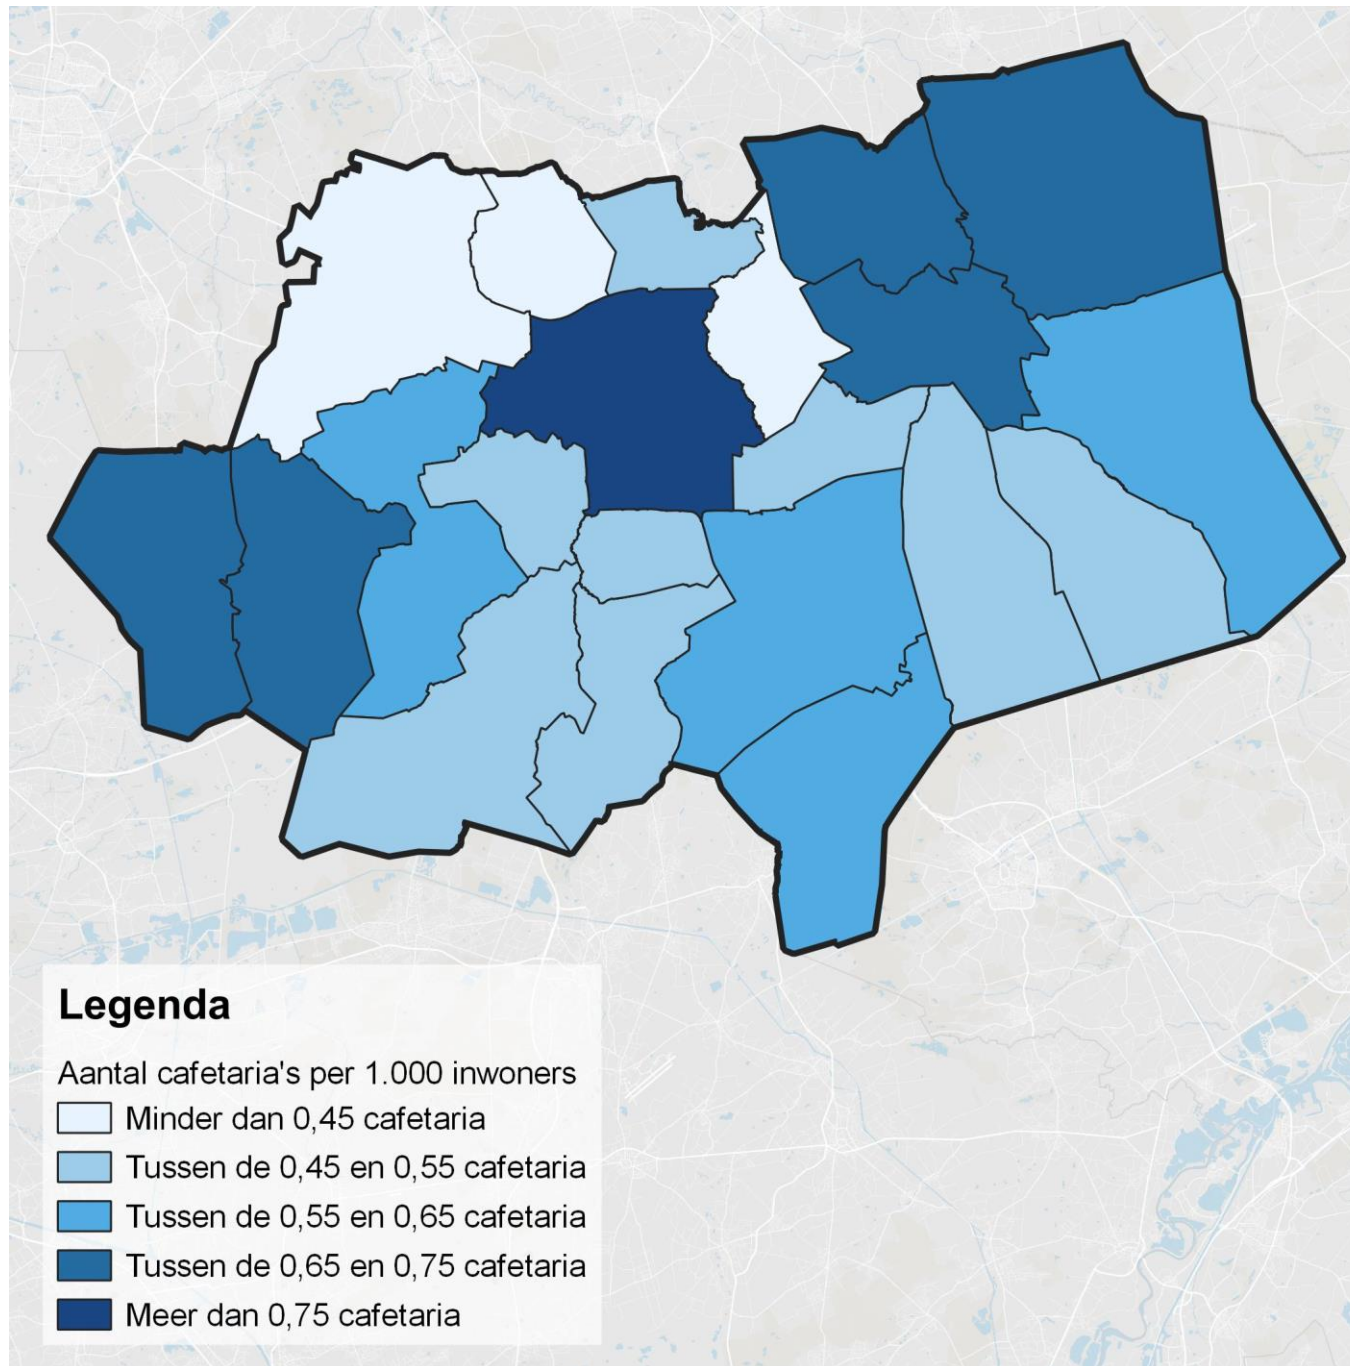 Legenda
Aantal cafetaria's per 1.000 inwoners
Minder dan 0,45 cafetaria
Tussen de 0,45 en 0,55 cafetaria
Tussen de 0,55 en 0,65 cafetaria
Tussen de 0,65 en 0,75 cafetaria
Meer dan 0,75 cafetaria